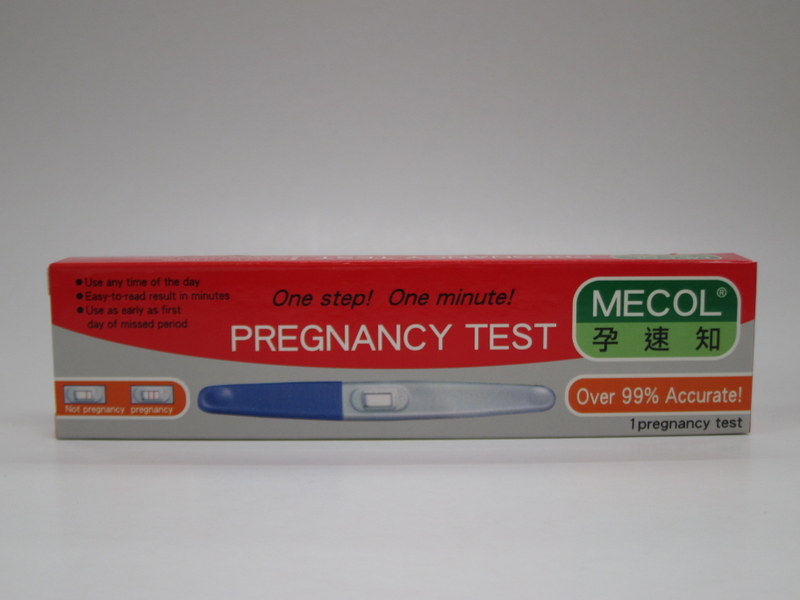 ●Use any time of the day
●Easy-to-read result in minutes
●Use as early as first
day of missed period
One step! One minute!
PREGNANCY TEST
MECOL®
孕速知
Not pregnancy pregnancy
Over 99% Accurate!
1 pregnancy test